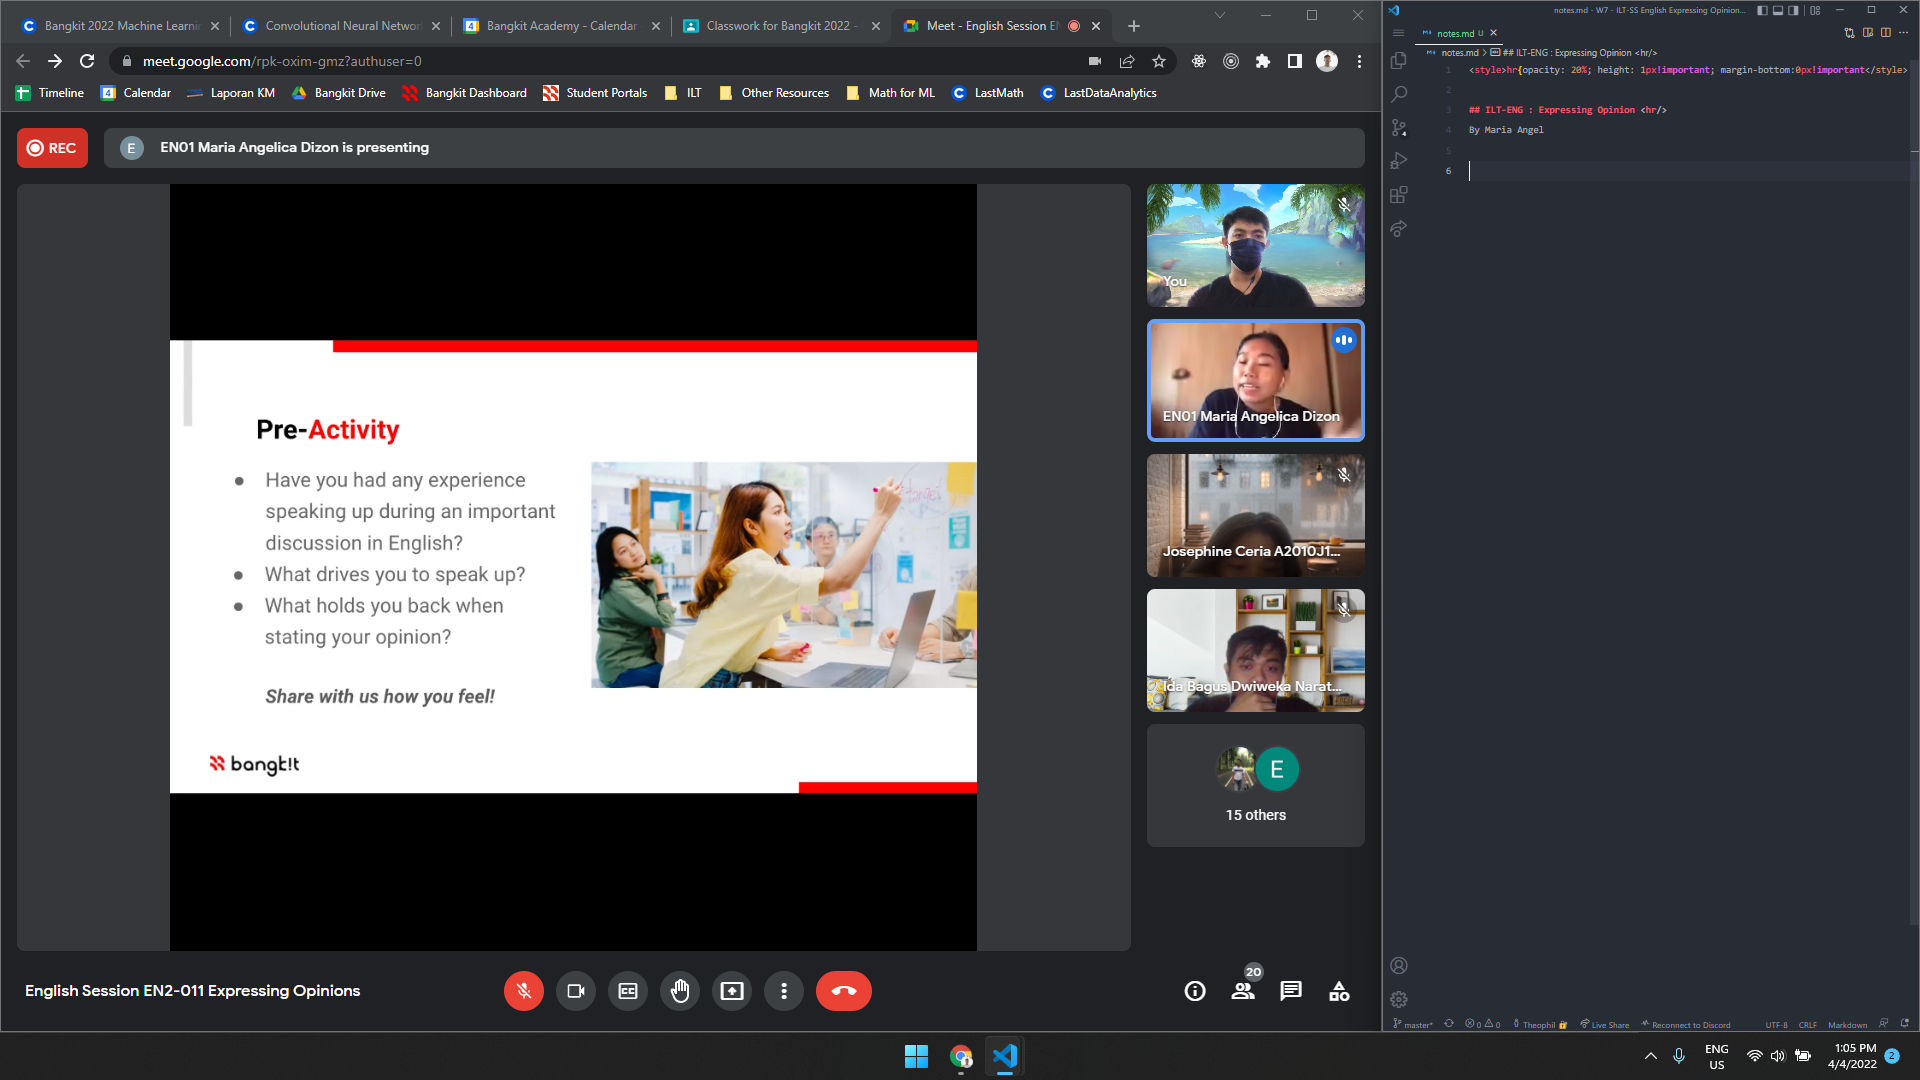 Bangkit 2022 Machine Learnin
Convolutional Neural Network
Bangkit Academy - Calendar
Classwork for Bangkit 2022 -
Meet - English Session EN
meet.google.com/rpk-oxim-gmz?authuser=0
Timeline
Calendar
Laporan KM
Bangkit Drive
Bangkit Dashboard
Student Portals
ILT
Other Resources
Math for ML
LastMath
LastDataAnalytics
REC
E
EN01 Maria Angelica Dizon is presenting
Pre-Activity
Have you had any experience
speaking up during an important
discussion in English?
What drives you to speak up?
What holds you back when
stating your opinion?
Share with us how you feel!
bangk!t
You
EN01 Maria Angelica Dizon
Josephine Ceria A2010J1...
Ida Bagus Dwiweka Narat...
E
15 others
English Session EN2-011 Expressing Opinions
20
notes.md - W7 - ILT-SS English Expressing Opinion...
notes.md U
notes.md > ## ILT-ENG : Expressing Opinion <hr/>
1 <style>hr{opacity: 20%; height: 1px!important; margin-bottom:0px!important</style>
2
3 ## ILT-ENG : Expressing Opinion <hr/>
4 By Maria Angel
5
6
4
master*
0
0
Theophil
Live Share
Reconnect to Discord
UTF-8
CRLF
Markdown
ENG
US
1:05 PM
4/4/2022
2